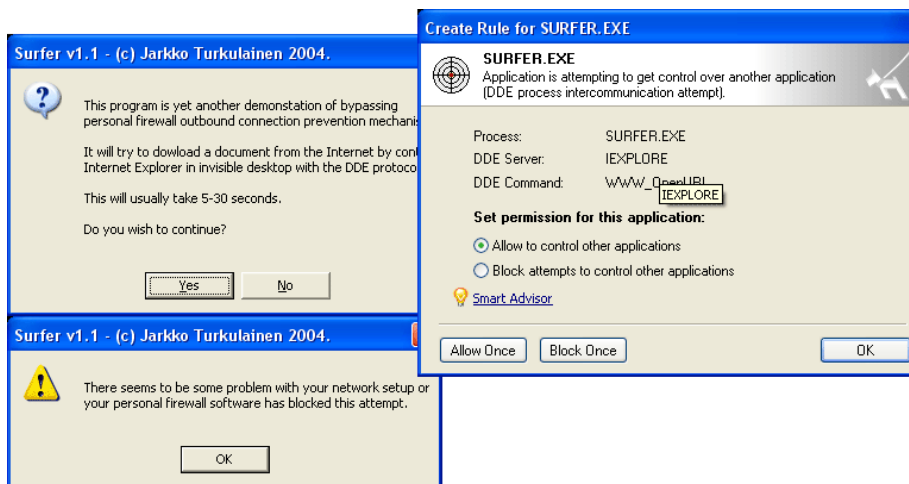 Surfer v1.1 - (c) Jarkko Turkulainen 2004.
This program is yet another demonstation of bypassing
personal firewall outbound connection prevention mechanis
It will try to dowload a document from the Internet by cont
Internet Explorer in invisible desktop with the DDE protoco
This will usually take 5-30 seconds.
Do you wish to continue?
Yes
No
Surfer v1.1 - (c) Jarkko Turkulainen 2004.
There seems to be some problem with your network setup or
your personal firewall software has blocked this attempt.
OK
Create Rule for SURFER.EXE
SURFER.EXE
Application is attempting to get control over another application
(DDE process intercommunication attempt).
Process: SURFER.EXE
DDE Server: IEXPLORE
DDE Command: WWW_OpenURL
IEXPLORE
Set permission for this application:
Allow to control other applications
Block attempts to control other applications
Smart Advisor
Allow Once
Block Once
OK